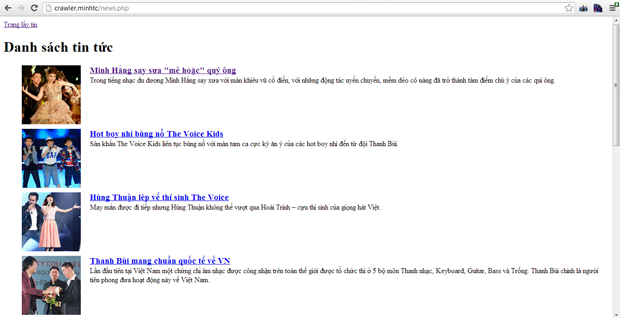 crawler.minhtc/news.php
Trang lấy tin
Danh sách tin tức
Minh Hằng say sưa "mê hoặc" quý ông
Trong tiếng nhạc du dương Minh Hằng say sưa với màn khiêu vũ cổ điển, với những động tác uyển chuyển, mềm dẻo cô nàng đã trở thành tâm điểm chú ý của các quí ông.
Hot boy nhí bùng nổ The Voice Kids
Sân khấu The Voice Kids liên tục bùng nổ với màn tam ca cực kỳ ăn ý của các hot boy nhí đến từ đội Thanh Bùi.
Hùng Thuận lép vế thí sinh The Voice
May mắn được đi tiếp nhưng Hùng Thuận không thể vượt qua Hoài Trinh – cựu thí sinh của giọng hát Việt.
Thanh Bùi mang chuẩn quốc tế về VN
Lần đầu tiên tại Việt Nam một chứng chỉ âm nhạc được công nhận trên toàn thế giới được tổ chức thi ở 5 bộ môn Thanh nhạc, Keyboard, Guitar, Bass và Trống. Thanh Bùi chính là người
tiên phong đưa hoạt động này về Việt Nam.